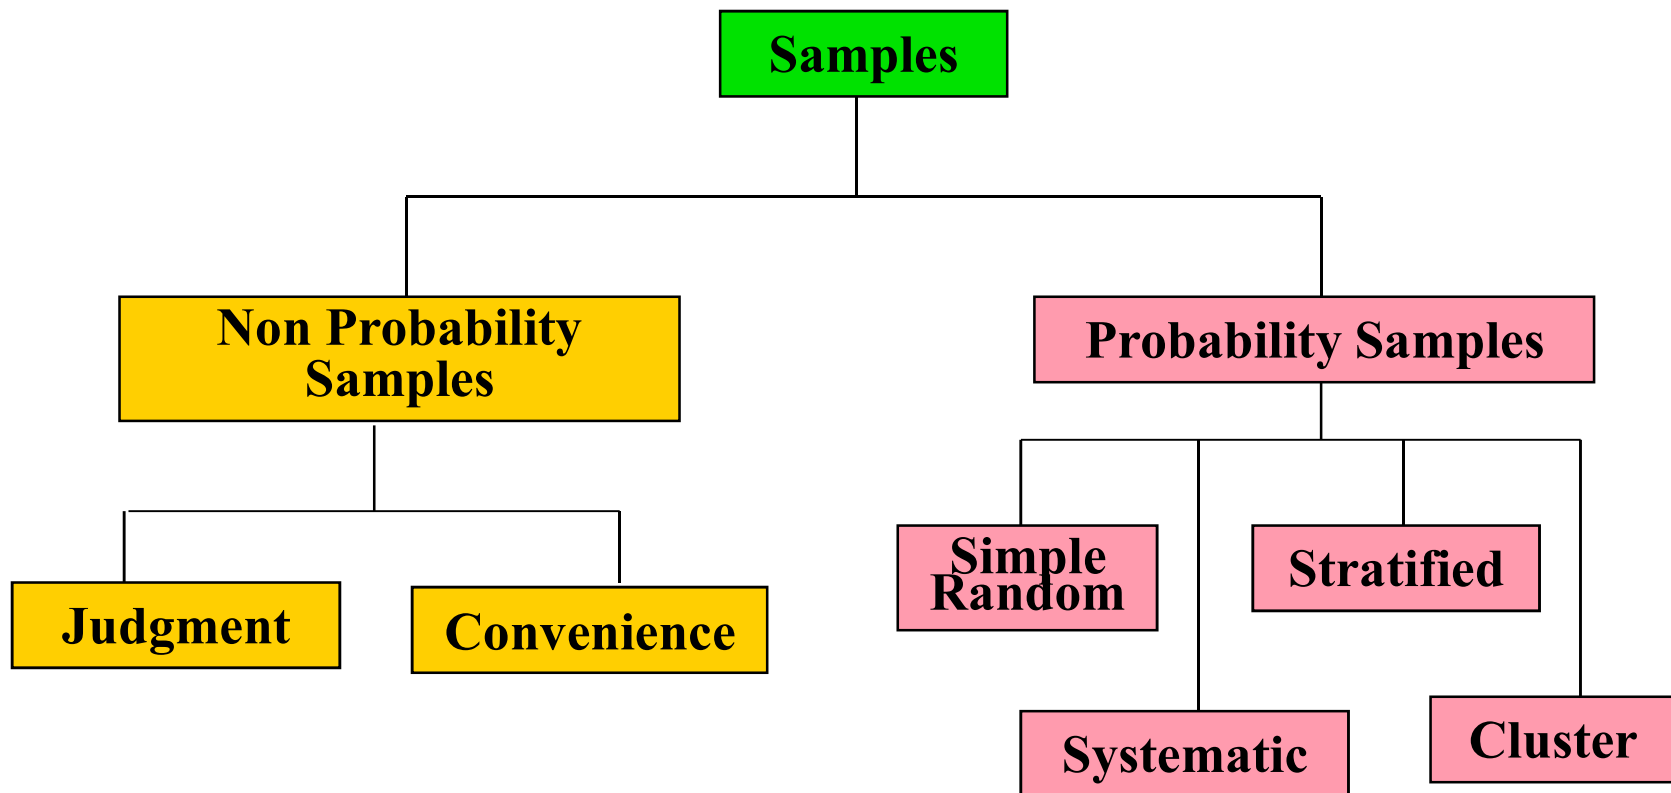 Samples
Non Probability
Samples
Probability Samples
Judgment
Convenience
Simple
Random
Stratified
Systematic
Cluster